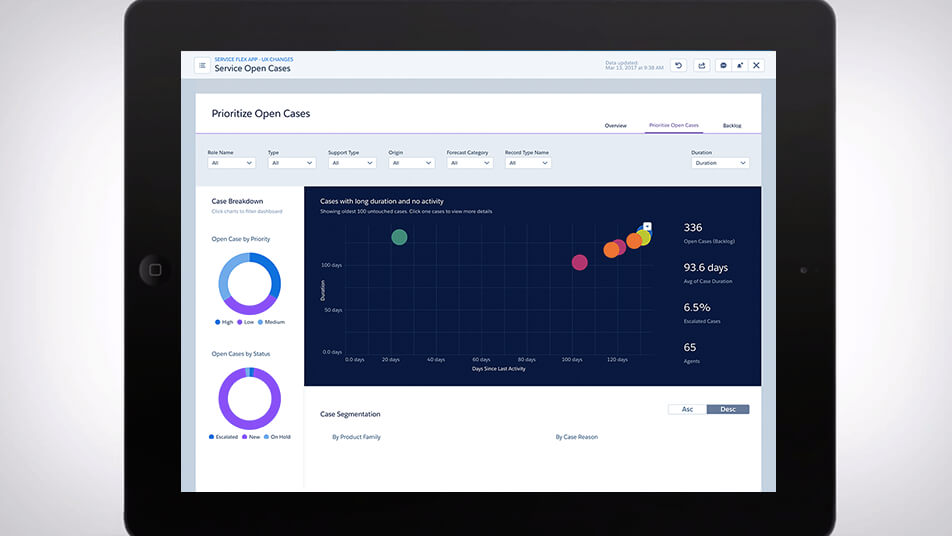 SERVICE FLEX APP - UX CHANGES
Service Open Cases
Data updated:
Mar 13, 2017 at 9:38 AM
Prioritize Open Cases
Overview
Prioritize Open Cases
Backlog
Role Name
Type
Support Type
Origin
Forecast Category
Record Type Name
Duration
All
All
All
All
All
All
Duration
Case Breakdown
Click charts to filter dashboard
Open Case by Priority
High Low Medium
Open Cases by Status
Escalated New On Hold
Cases with long duration and no activity
Showing oldest 100 untouched cases. Click one cases to view more details
Duration
100 days
50 days
0.0 days
0.0 days 20 days 40 days 60 days 80 days 100 days 120 days
Days Since Last Activity
336
Open Cases (Backlog)
93.6 days
Avg of Case Duration
6.5%
Escalated Cases
65
Agents
Case Segmentation
Asc Desc
By Product Family
By Case Reason